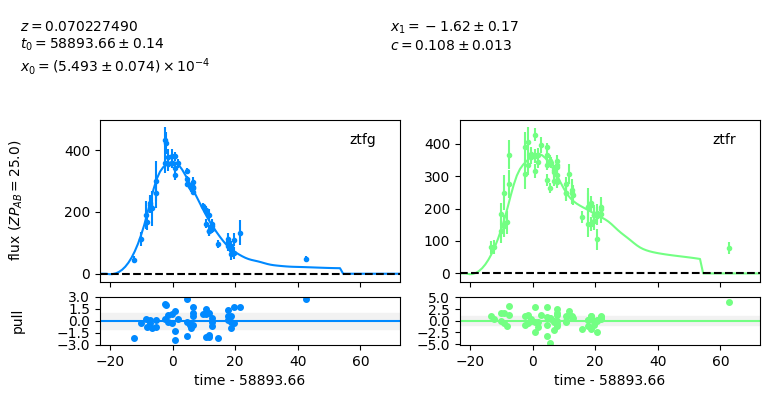 z = 0.070227490
t₀ = 58893.66 ± 0.14
x₀ = (5.493 ± 0.074) × 10⁻⁴
x₁ = −1.62 ± 0.17
c = 0.108 ± 0.013
flux (ZP_AB = 25.0)
400
200
0
ztfg
400
300
200
100
0
ztfr
pull
3.0
1.5
0.0
−1.5
−3.0
−20 0 20 40 60
time - 58893.66
5.0
2.5
0.0
−2.5
−5.0
−20 0 20 40 60
time - 58893.66